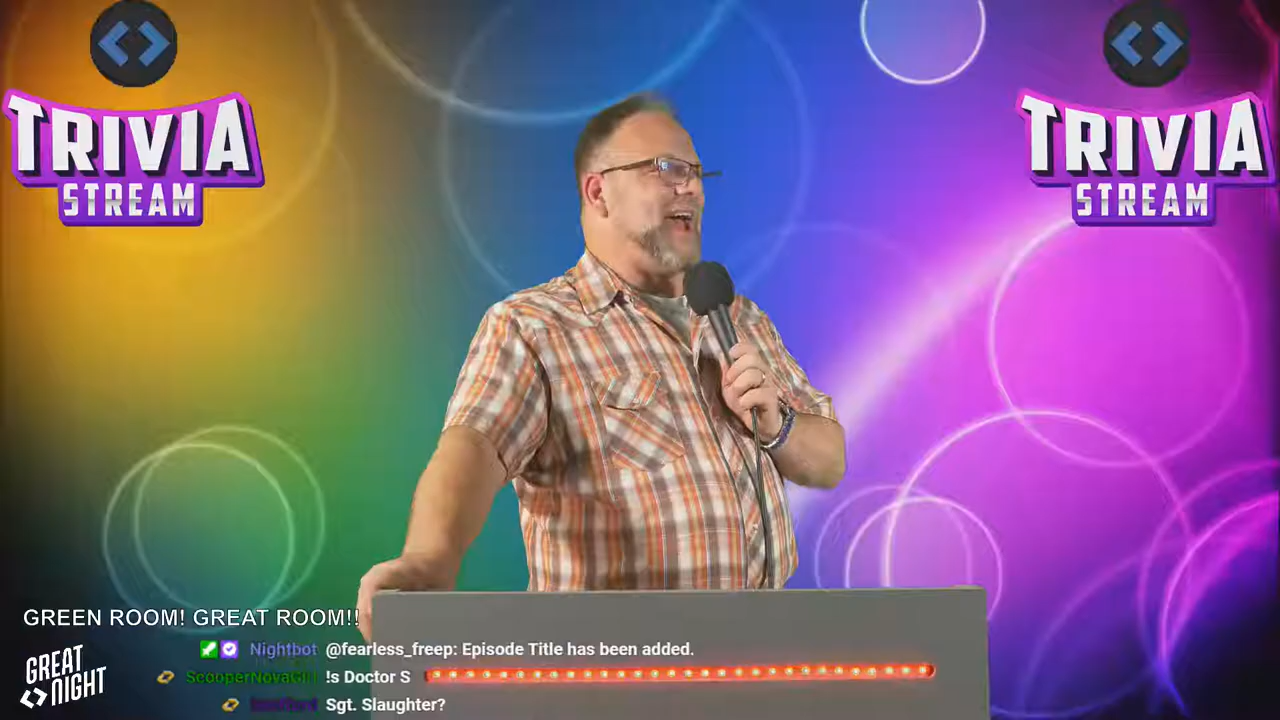 TRIVIA
STREAM
TRIVIA
STREAM
GREEN ROOM! GREAT ROOM!!
Nightbot @fearless_freep: Episode Title has been added.
ScooperNovaGirl !s Doctor S
Sgt. Slaughter?
GREAT
NIGHT